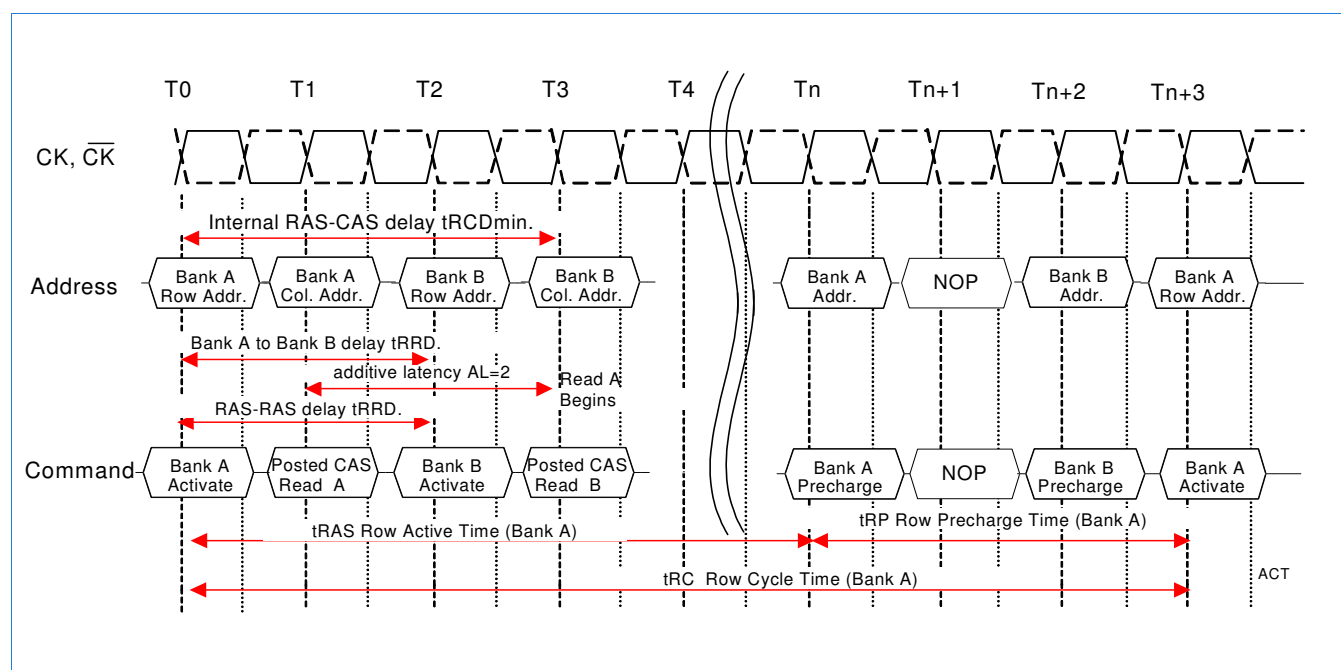 T0 T1 T2 T3 T4 Tn Tn+1 Tn+2 Tn+3
CK, C̅K̅
Internal RAS-CAS delay tRCDmin.
Address
Bank A
Row Addr.
Bank A
Col. Addr.
Bank B
Row Addr.
Bank B
Col. Addr.
Bank A
Addr.
NOP
Bank B
Addr.
Bank A
Row Addr.
Bank A to Bank B delay tRRD.
additive latency AL=2
Read A
Begins
RAS-RAS delay tRRD.
Command
Bank A
Activate
Posted CAS
Read A
Bank B
Activate
Posted CAS
Read B
Bank A
Precharge
NOP
Bank B
Precharge
Bank A
Activate
tRAS Row Active Time (Bank A)
tRP Row Precharge Time (Bank A)
tRC Row Cycle Time (Bank A)
ACT